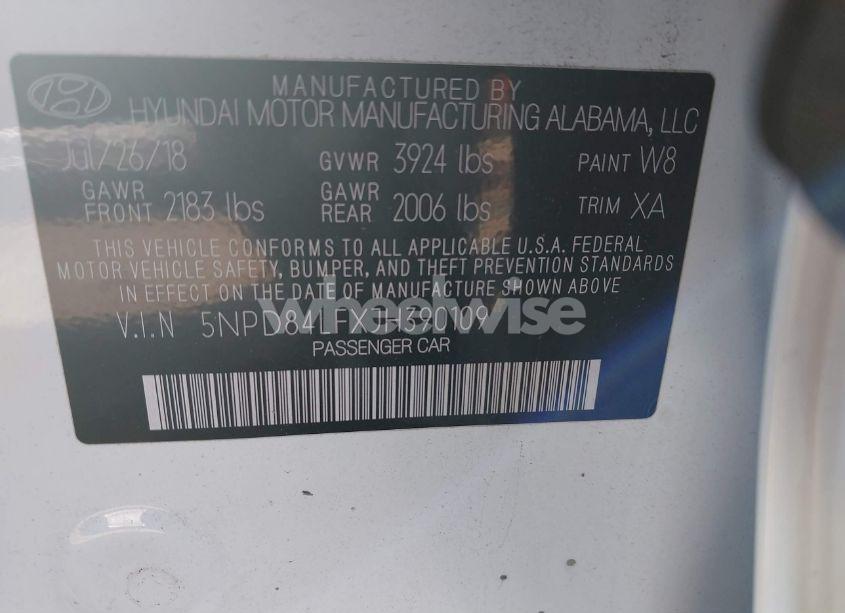 MANUFACTURED BY
HYUNDAI MOTOR MANUFACTURING ALABAMA, LLC
Jul/26/18 GVWR 3924 lbs PAINT W8
GAWR FRONT 2183 lbs GAWR REAR 2006 lbs TRIM XA
THIS VEHICLE CONFORMS TO ALL APPLICABLE U.S.A. FEDERAL
MOTOR VEHICLE SAFETY, BUMPER, AND THEFT PREVENTION STANDARDS
IN EFFECT ON THE DATE OF MANUFACTURE SHOWN ABOVE
V.I.N 5NPD84LFXJH390109
PASSENGER CAR
wheelwise